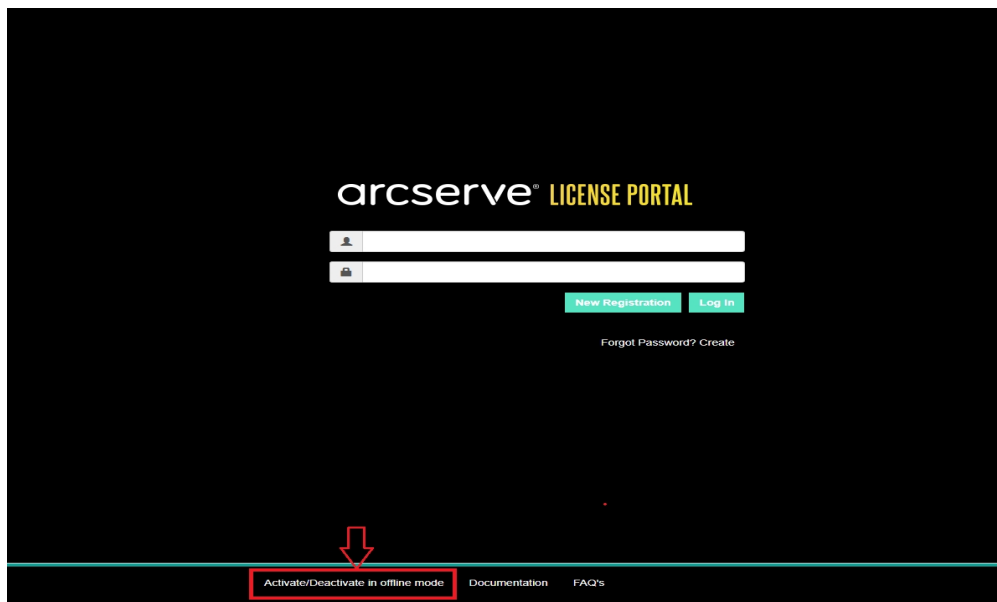 arcserve® LICENSE PORTAL
New Registration Log In
Forgot Password? Create
Activate/Deactivate in offline mode Documentation FAQ's